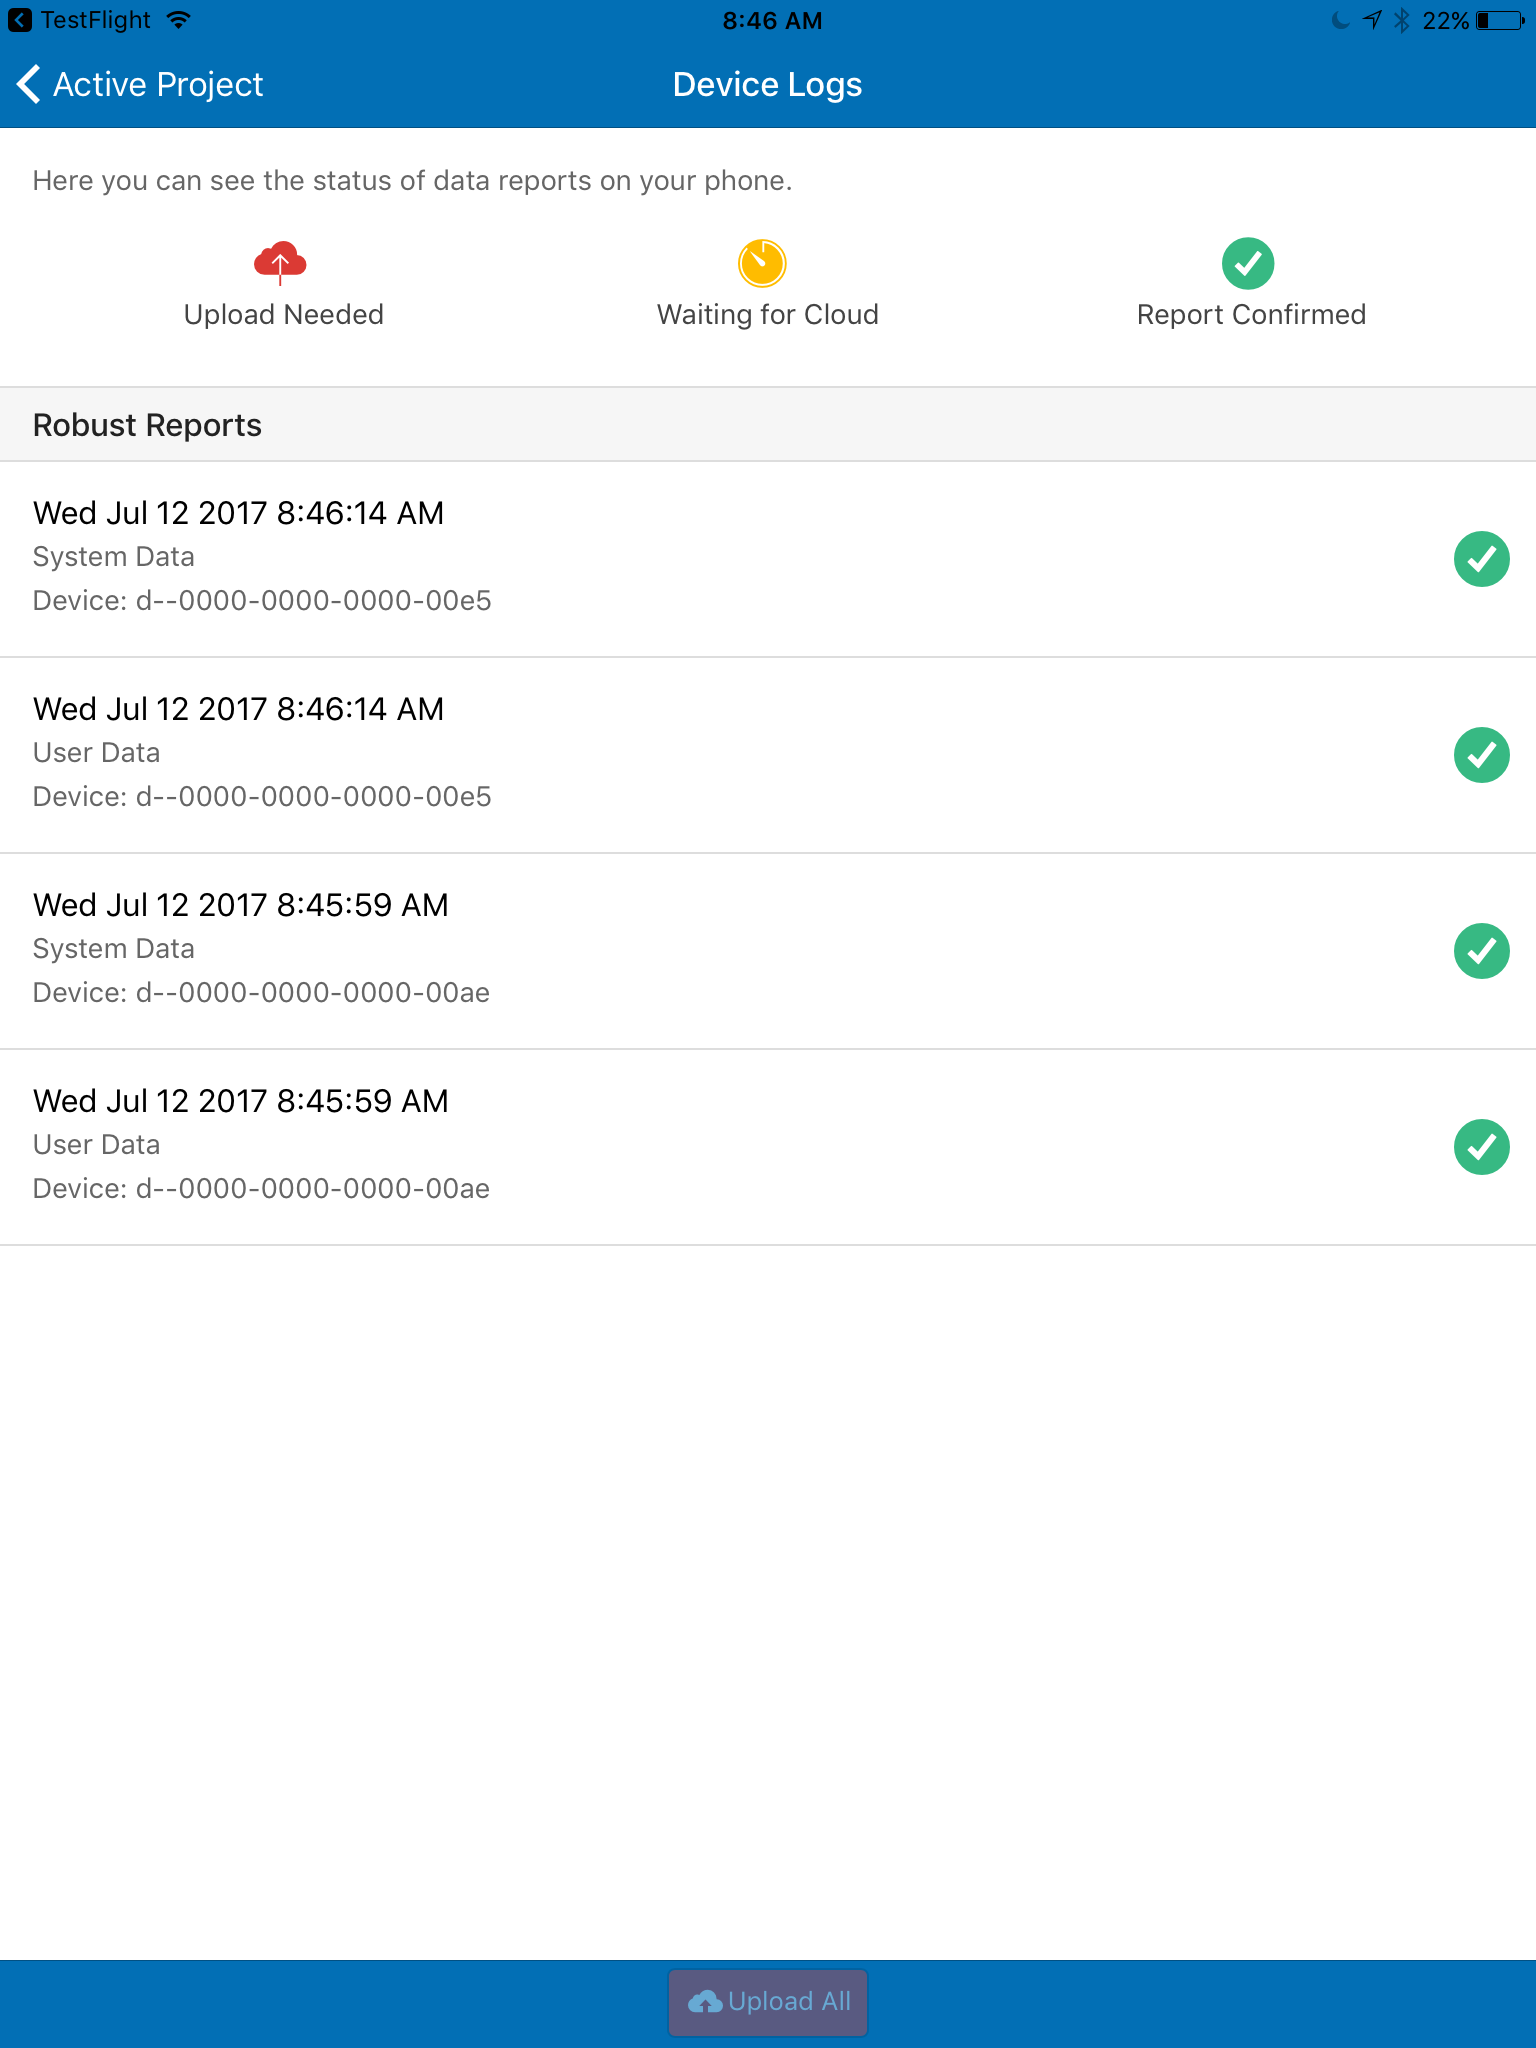 TestFlight
8:46 AM
22%
Active Project
Device Logs
Here you can see the status of data reports on your phone.
Upload Needed
Waiting for Cloud
Report Confirmed
Robust Reports
Wed Jul 12 2017 8:46:14 AM
System Data
Device: d--0000-0000-0000-00e5
Wed Jul 12 2017 8:46:14 AM
User Data
Device: d--0000-0000-0000-00e5
Wed Jul 12 2017 8:45:59 AM
System Data
Device: d--0000-0000-0000-00ae
Wed Jul 12 2017 8:45:59 AM
User Data
Device: d--0000-0000-0000-00ae
Upload All